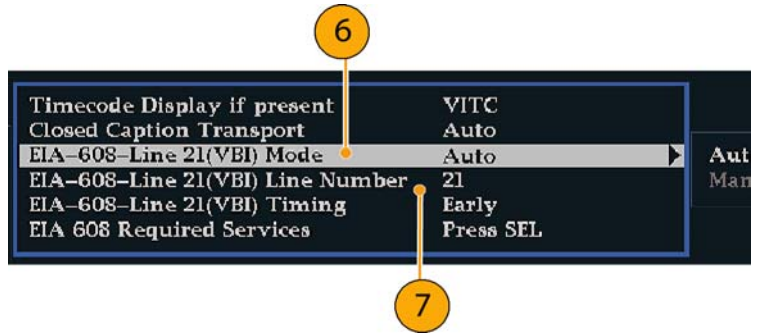 6
Timecode Display if present VITC
Closed Caption Transport Auto
EIA-608-Line 21(VBI) Mode Auto
EIA-608-Line 21(VBI) Line Number 21
EIA-608-Line 21(VBI) Timing Early
EIA 608 Required Services Press SEL
Aut
Man
7